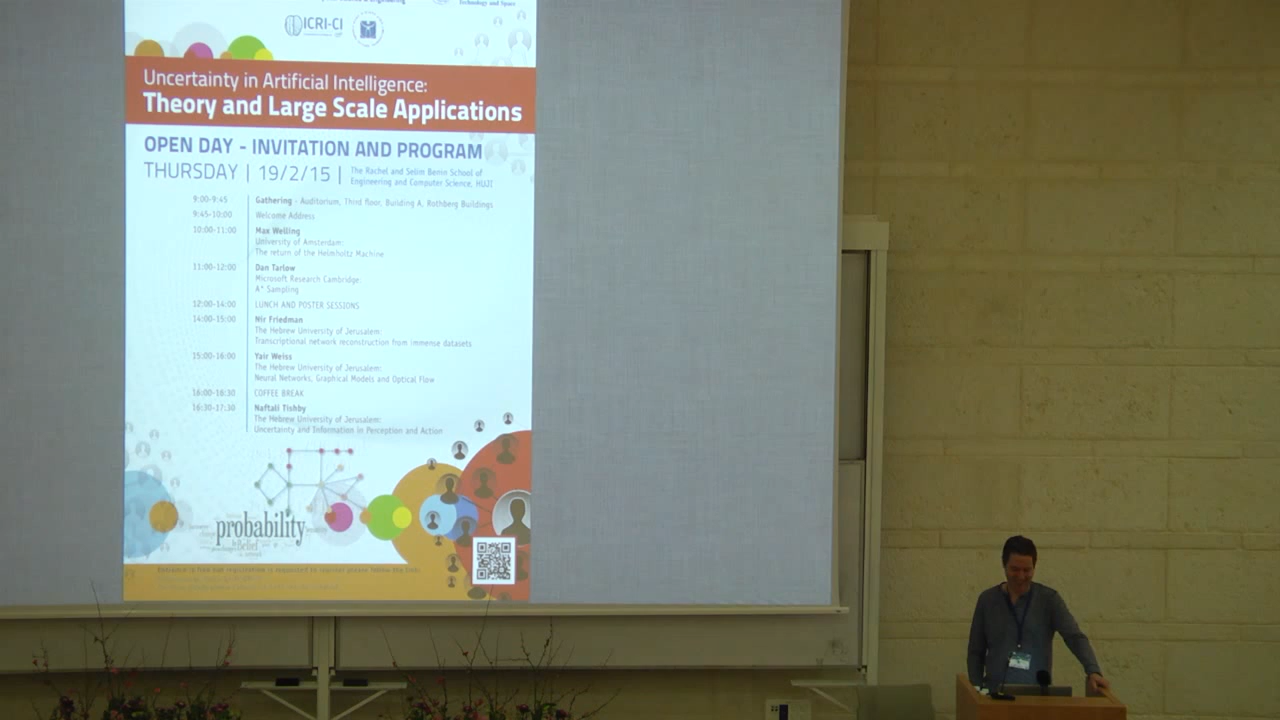 Technology and Space
ICRI-CI
Uncertainty in Artificial Intelligence:
Theory and Large Scale Applications
OPEN DAY - INVITATION AND PROGRAM
THURSDAY | 19/2/15 | The Rachel and Selim Benin School of
Engineering and Computer Science, HUJI
9:00-9:45 Gathering - Auditorium, Third floor, Building A, Rothberg Buildings
9:45-10:00 Welcome Address
10:00-11:00 Max Welling
University of Amsterdam:
The return of the Helmholtz Machine
11:00-12:00 Dan Tarlow
Microsoft Research Cambridge:
A* Sampling
12:00-14:00 LUNCH AND POSTER SESSIONS
14:00-15:00 Nir Friedman
The Hebrew University of Jerusalem:
Transcriptional network reconstruction from immense datasets
15:00-16:00 Yair Weiss
The Hebrew University of Jerusalem:
Neural Networks, Graphical Models and Optical Flow
16:00-16:30 COFFEE BREAK
16:30-17:30 Naftali Tishby
The Hebrew University of Jerusalem:
Uncertainty and Information in Perception and Action
probability
belief